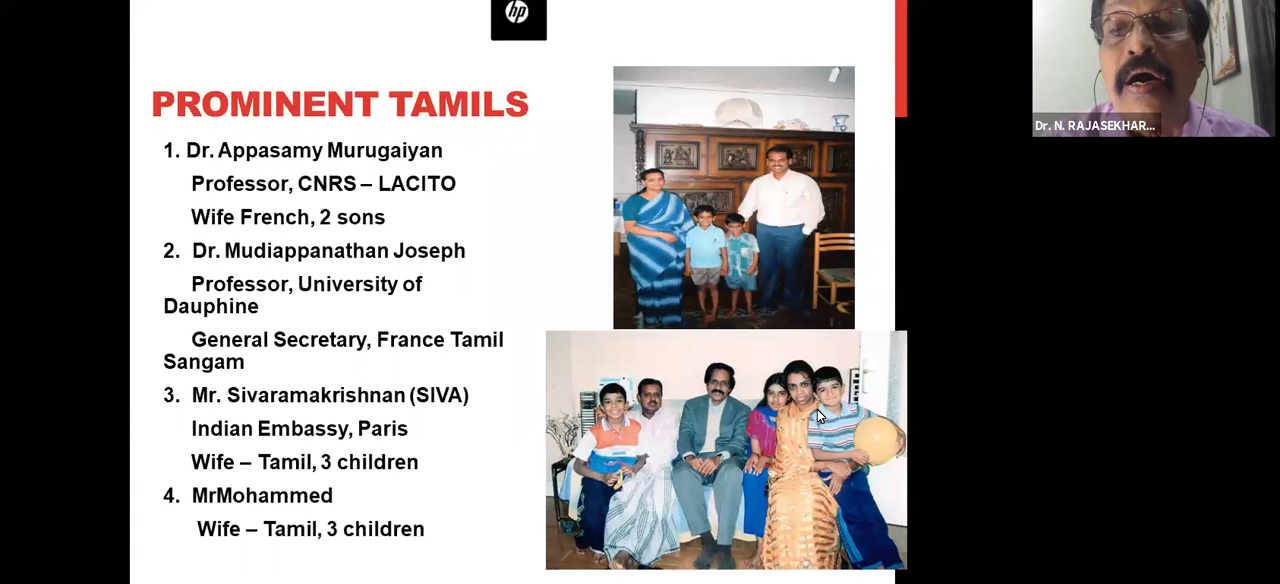 hp
PROMINENT TAMILS
1. Dr. Appasamy Murugaiyan
Professor, CNRS – LACITO
Wife French, 2 sons
2. Dr. Mudiappanathan Joseph
Professor, University of
Dauphine
General Secretary, France Tamil
Sangam
3. Mr. Sivaramakrishnan (SIVA)
Indian Embassy, Paris
Wife – Tamil, 3 children
4. MrMohammed
Wife – Tamil, 3 children
Dr. N. RAJASEKHAR...